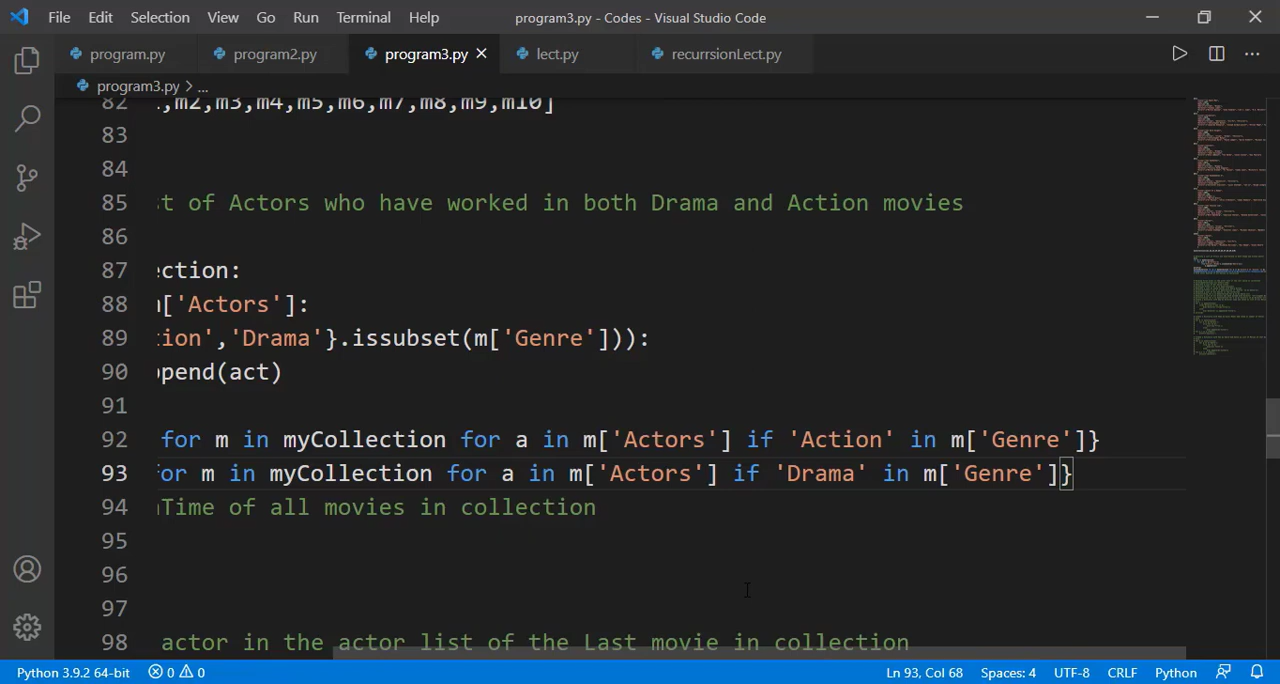 File Edit Selection View Go Run Terminal Help program3.py - Codes - Visual Studio Code
program.py program2.py program3.py lect.py recurrsionLect.py
program3.py > ...
82 ,m2,m3,m4,m5,m6,m7,m8,m9,m10]
83
84
85 st of Actors who have worked in both Drama and Action movies
86
87 ection:
88 ['Actors']:
89 ion','Drama'}.issubset(m['Genre'])):
90 pend(act)
91
92 for m in myCollection for a in m['Actors'] if 'Action' in m['Genre']}
93 or m in myCollection for a in m['Actors'] if 'Drama' in m['Genre']}
94 Time of all movies in collection
95
96
97
98 actor in the actor list of the Last movie in collection
Python 3.9.2 64-bit 0 0 Ln 93, Col 68 Spaces: 4 UTF-8 CRLF Python